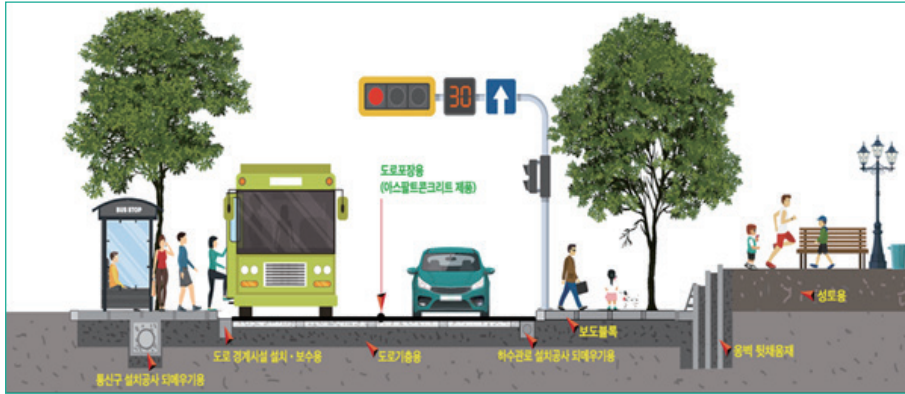 30
도로포장용
(아스팔트콘크리트 제품)
BUS STOP
성토용
보도블록
도로 경계시설 설치·보수용
도로기층용
하수관로 설치공사 되메우기용
옹벽 뒷채움재
통신구 설치공사 되메우기용